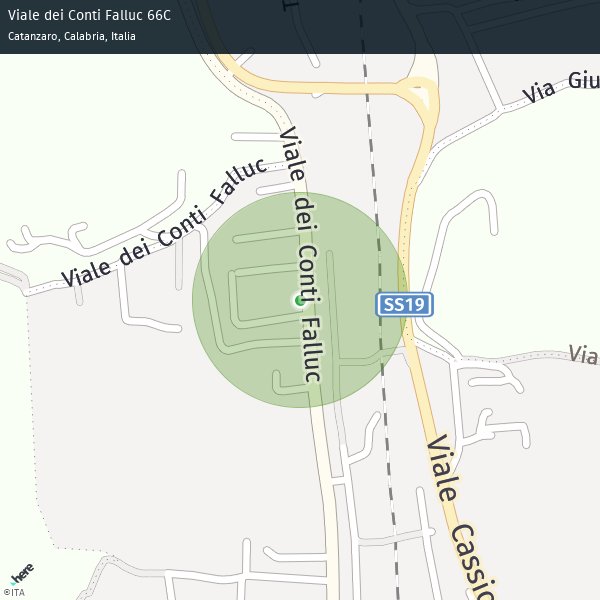 Viale dei Conti Falluc 66C
Catanzaro, Calabria, Italia
Via Giu
Viale dei Conti Falluc
Viale dei Conti Falluc
SS19
Via
Viale Cassio
here
©ITA